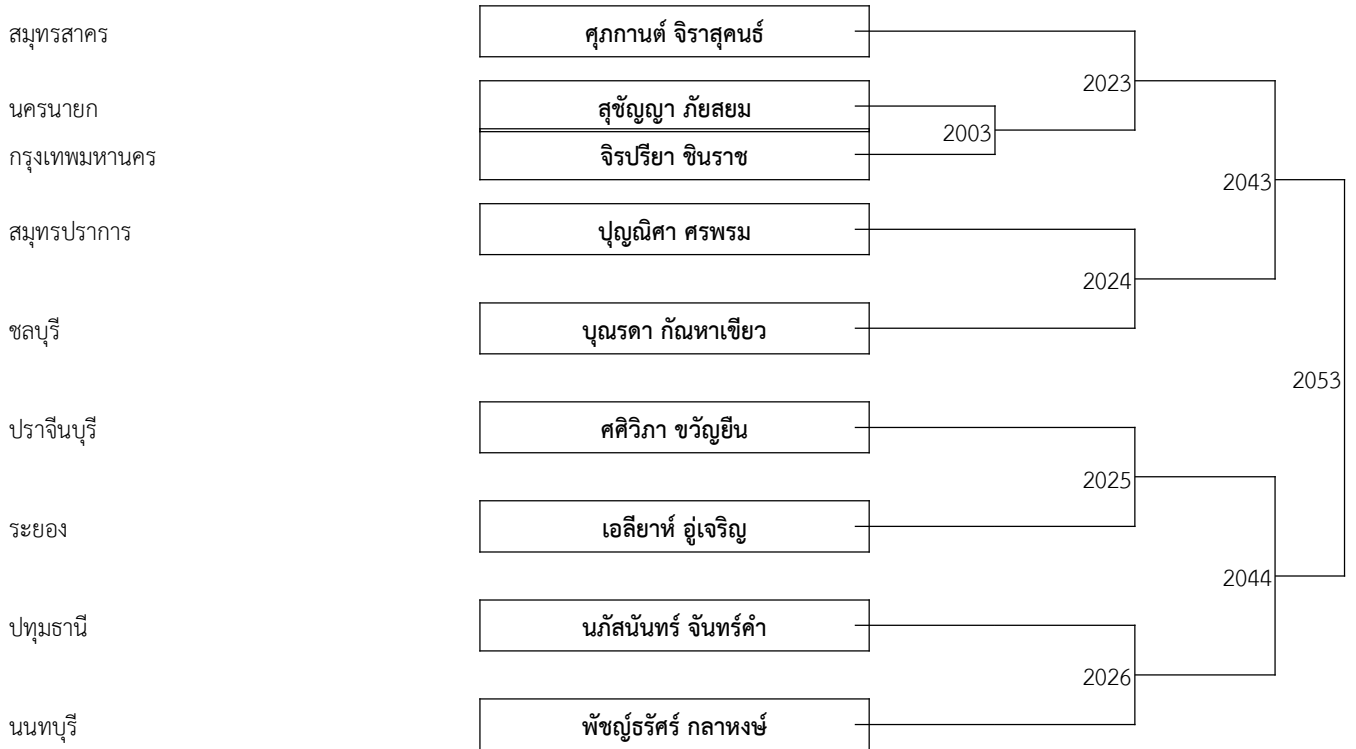 สมุทรสาคร ศุภกานต์ จิราสุคนธ์
2023
นครนายก สุชัญญา ภัยสยม
2003
กรุงเทพมหานคร จิรปรียา ชินราช
2043
สมุทรปราการ ปุญณิศา ศรพรม
2024
ชลบุรี บุณรดา กัณหาเขียว
2053
ปราจีนบุรี ศศิวิภา ขวัญยืน
2025
ระยอง เอลียาห์ อู่เจริญ
2044
ปทุมธานี นภัสนันทร์ จันทร์คำ
2026
นนทบุรี พัชญ์ธรัศร์ กลาหงษ์